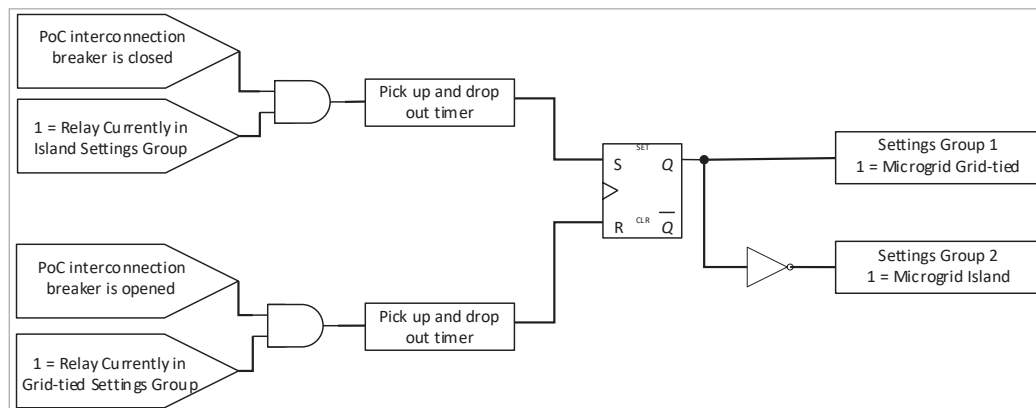 PoC interconnection
breaker is closed
1 = Relay Currently in
Island Settings Group
Pick up and drop
out timer
SET
S
Q
R
CLR
Q
Settings Group 1
1 = Microgrid Grid-tied
Settings Group 2
1 = Microgrid Island
PoC interconnection
breaker is opened
1 = Relay Currently in
Grid-tied Settings Group
Pick up and drop
out timer